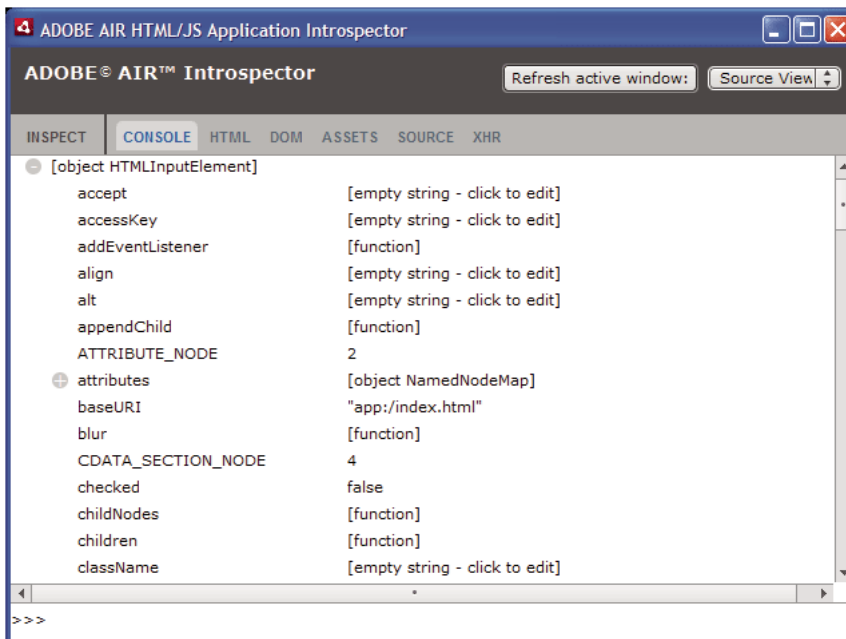 ADOBE AIR HTML/JS Application Introspector
ADOBE© AIR™ Introspector
Refresh active window:
Source View
INSPECT CONSOLE HTML DOM ASSETS SOURCE XHR
[object HTMLInputElement]
accept [empty string - click to edit]
accessKey [empty string - click to edit]
addEventListener [function]
align [empty string - click to edit]
alt [empty string - click to edit]
appendChild [function]
ATTRIBUTE_NODE 2
attributes [object NamedNodeMap]
baseURI "app:/index.html"
blur [function]
CDATA_SECTION_NODE 4
checked false
childNodes [function]
children [function]
className [empty string - click to edit]
>>>